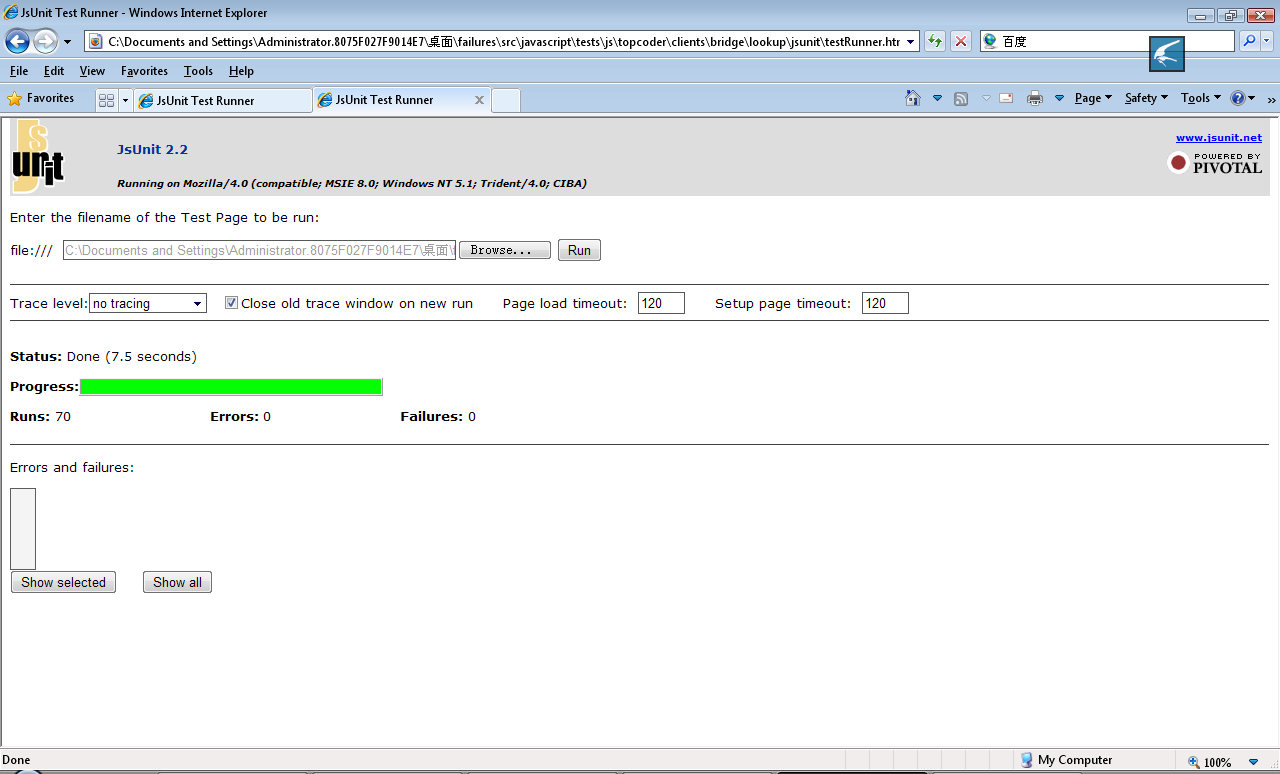 JsUnit Test Runner - Windows Internet Explorer
C:\Documents and Settings\Administrator.8075F027F9014E7\桌面\failures\src\javascript\tests\js\topcoder\clients\bridge\lookup\jsunit\testRunner.htm 百度
File Edit View Favorites Tools Help
Favorites JsUnit Test Runner JsUnit Test Runner Page Safety Tools »
JS Unit
JsUnit 2.2
www.jsunit.net
POWERED BY
PIVOTAL
Running on Mozilla/4.0 (compatible; MSIE 8.0; Windows NT 5.1; Trident/4.0; CIBA)
Enter the filename of the Test Page to be run:
file:/// C:\Documents and Settings\Administrator.8075F027F9014E7\桌面\f Browse... Run
Trace level: no tracing Close old trace window on new run Page load timeout: 120 Setup page timeout: 120
Status: Done (7.5 seconds)
Progress:
Runs: 70 Errors: 0 Failures: 0
Errors and failures:
Show selected Show all
Done My Computer 100%